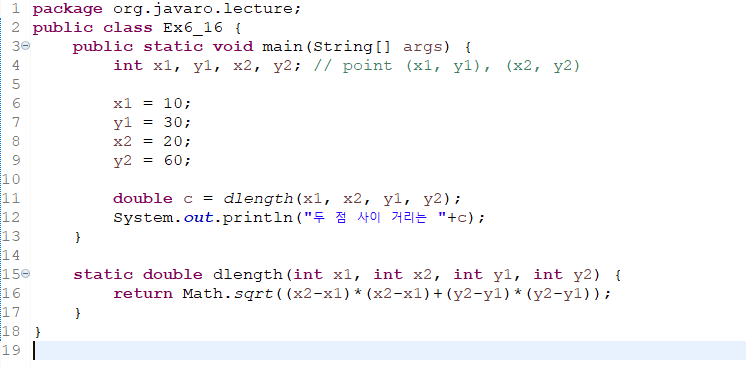 1 package org.javaro.lecture;
2 public class Ex6_16 {
3 public static void main(String[] args) {
4 int x1, y1, x2, y2; // point (x1, y1), (x2, y2)
5
6 x1 = 10;
7 y1 = 30;
8 x2 = 20;
9 y2 = 60;
10
11 double c = dlength(x1, x2, y1, y2);
12 System.out.println("두 점 사이 거리는 "+c);
13 }
14
15 static double dlength(int x1, int x2, int y1, int y2) {
16 return Math.sqrt((x2-x1)*(x2-x1)+(y2-y1)*(y2-y1));
17 }
18 }
19